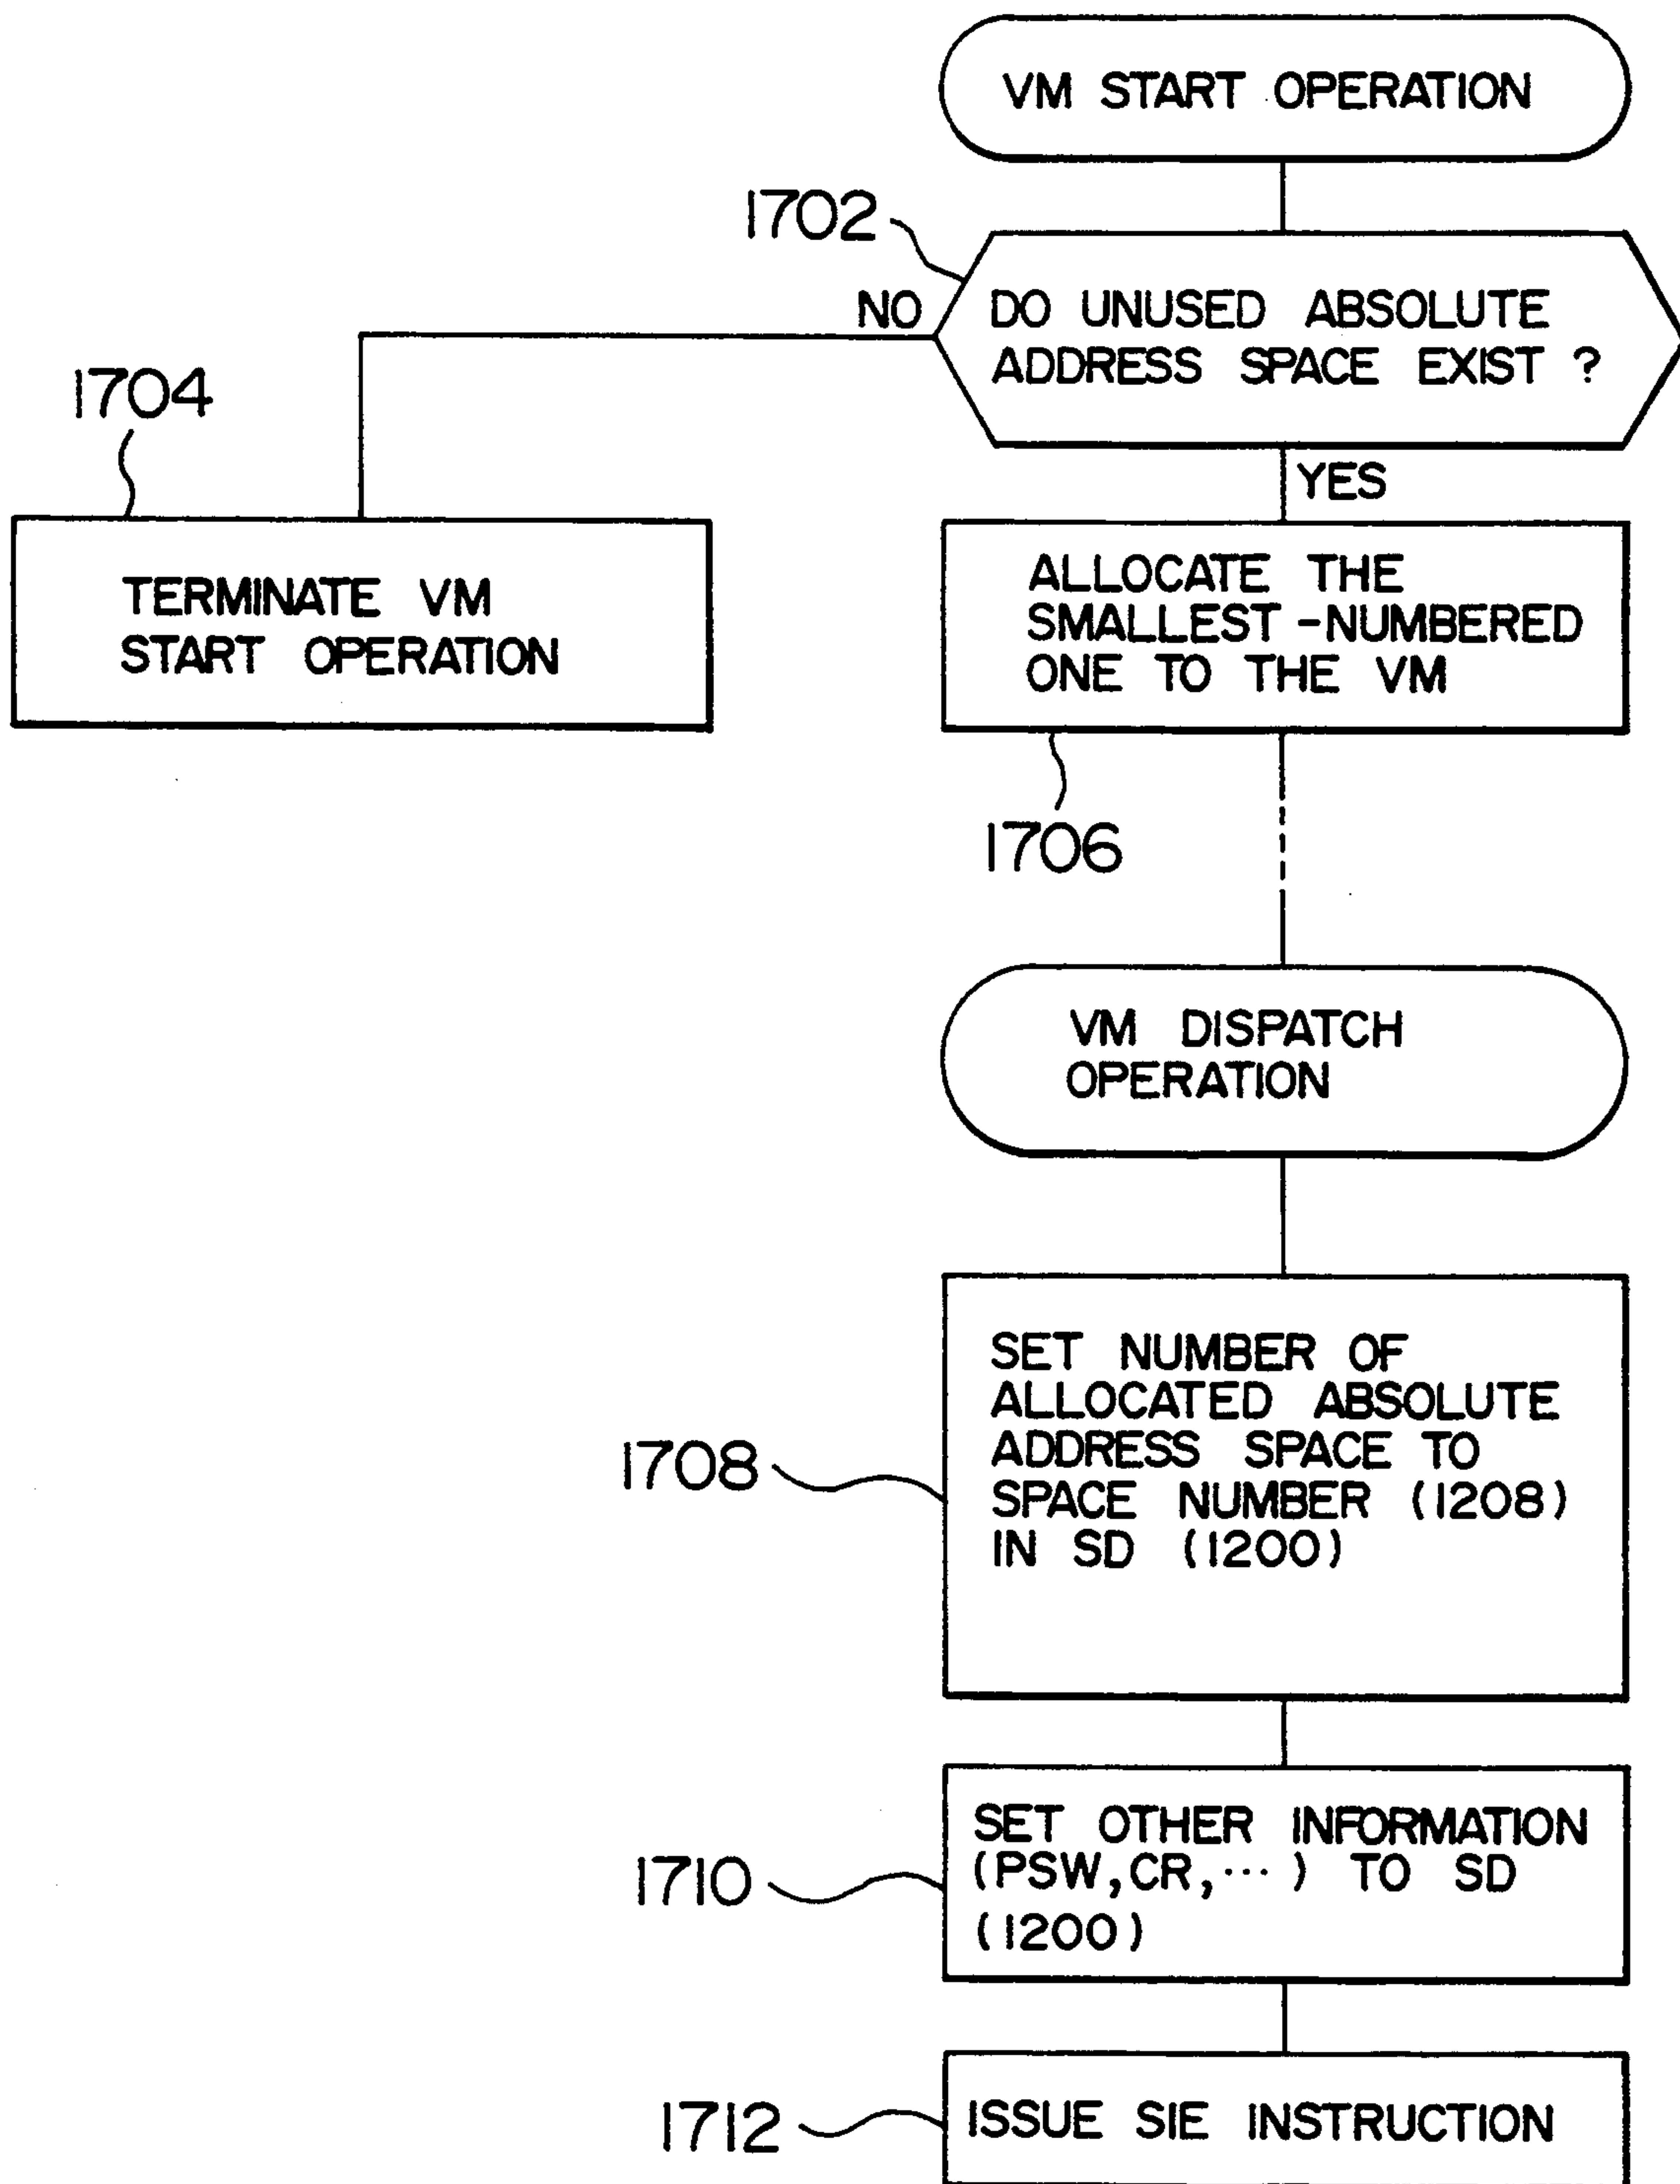 VM START OPERATION
1702
NO
DO UNUSED ABSOLUTE
ADDRESS SPACE EXIST ?
1704
YES
TERMINATE VM
START OPERATION
ALLOCATE THE
SMALLEST-NUMBERED
ONE TO THE VM
1706
VM DISPATCH
OPERATION
SET NUMBER OF
ALLOCATED ABSOLUTE
ADDRESS SPACE TO
SPACE NUMBER (1208)
IN SD (1200)
1708
SET OTHER INFORMATION
(PSW,CR,···) TO SD
(1200)
1710
1712
ISSUE SIE INSTRUCTION